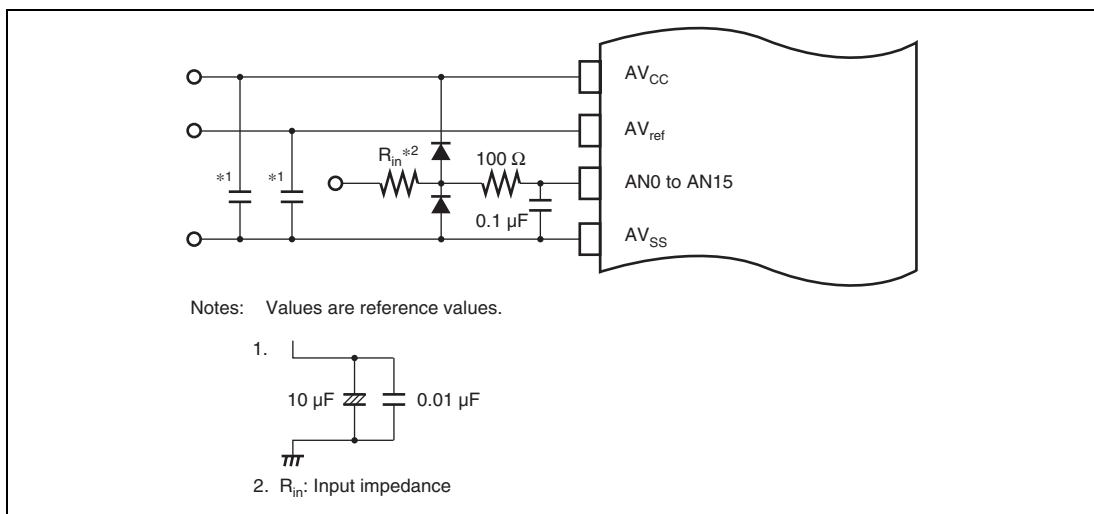 AVCC
AVref
Rin*2
100 Ω
*1
*1
AN0 to AN15
0.1 µF
AVSS
Notes: Values are reference values.
1.
10 µF
0.01 µF
2. Rin: Input impedance